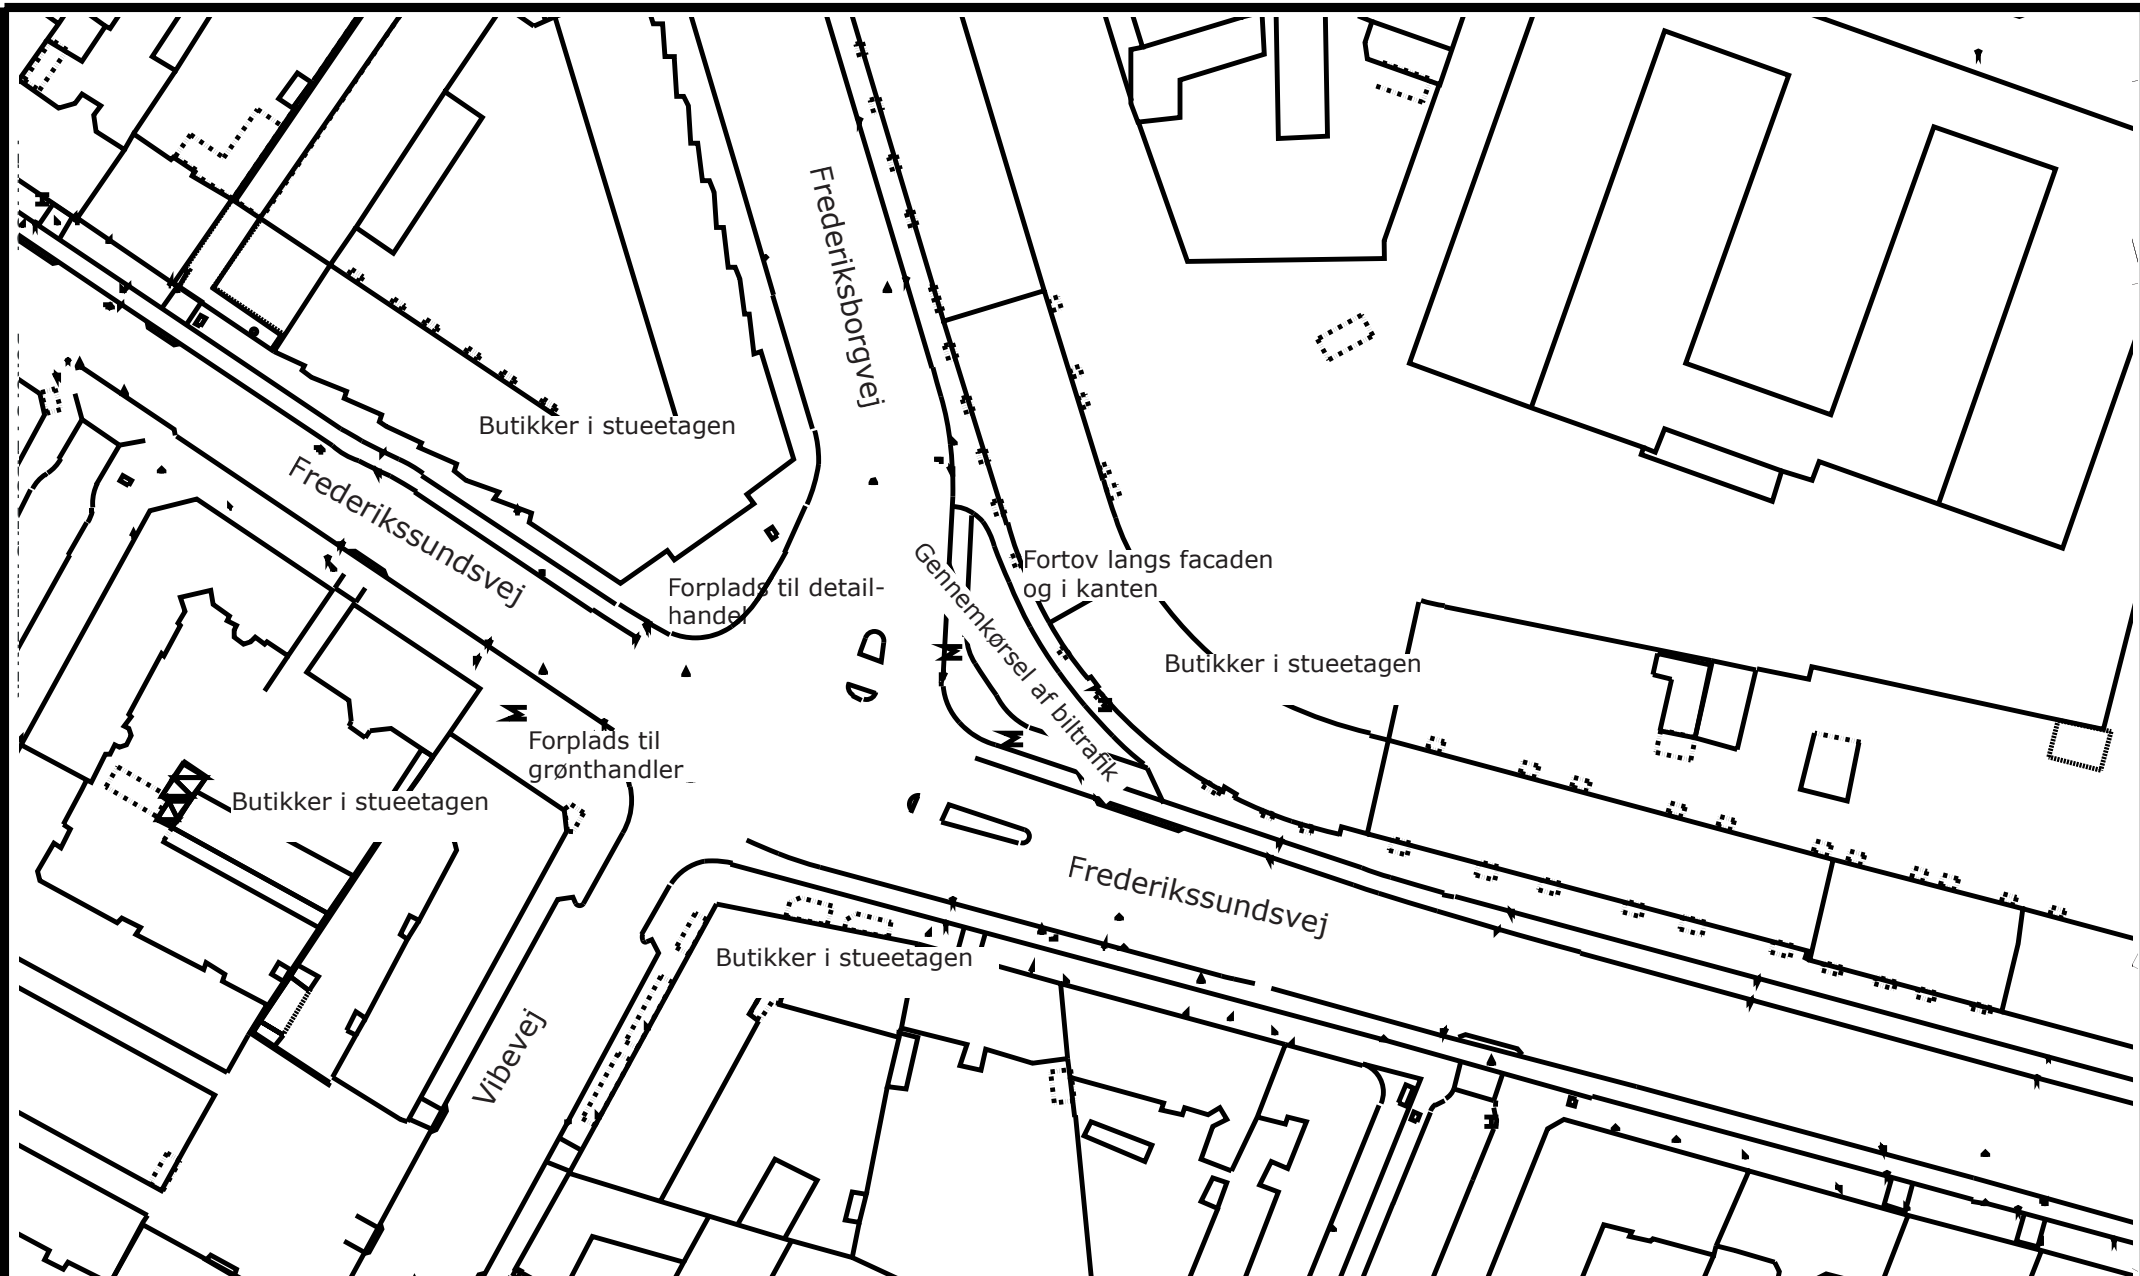 Frederiksborgvej
Butikker i stueetagen
Frederikssundsvej
Forplads til detail-
handel
Gennemkørsel af biltrafik
Fortov langs facaden
og i kanten
Butikker i stueetagen
Forplads til
grønthandler
Butikker i stueetagen
Frederikssundsvej
Butikker i stueetagen
Vibevej